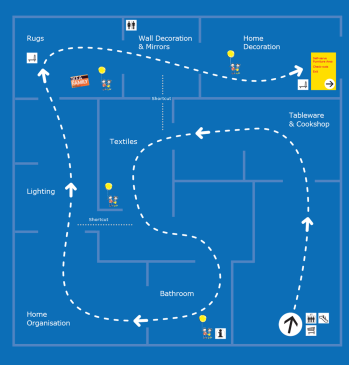 Rugs
Wall Decoration
& Mirrors
Home
Decoration
Shortcut
Tableware
& Cookshop
Textiles
Lighting
Shortcut
Bathroom
Home
Organisation